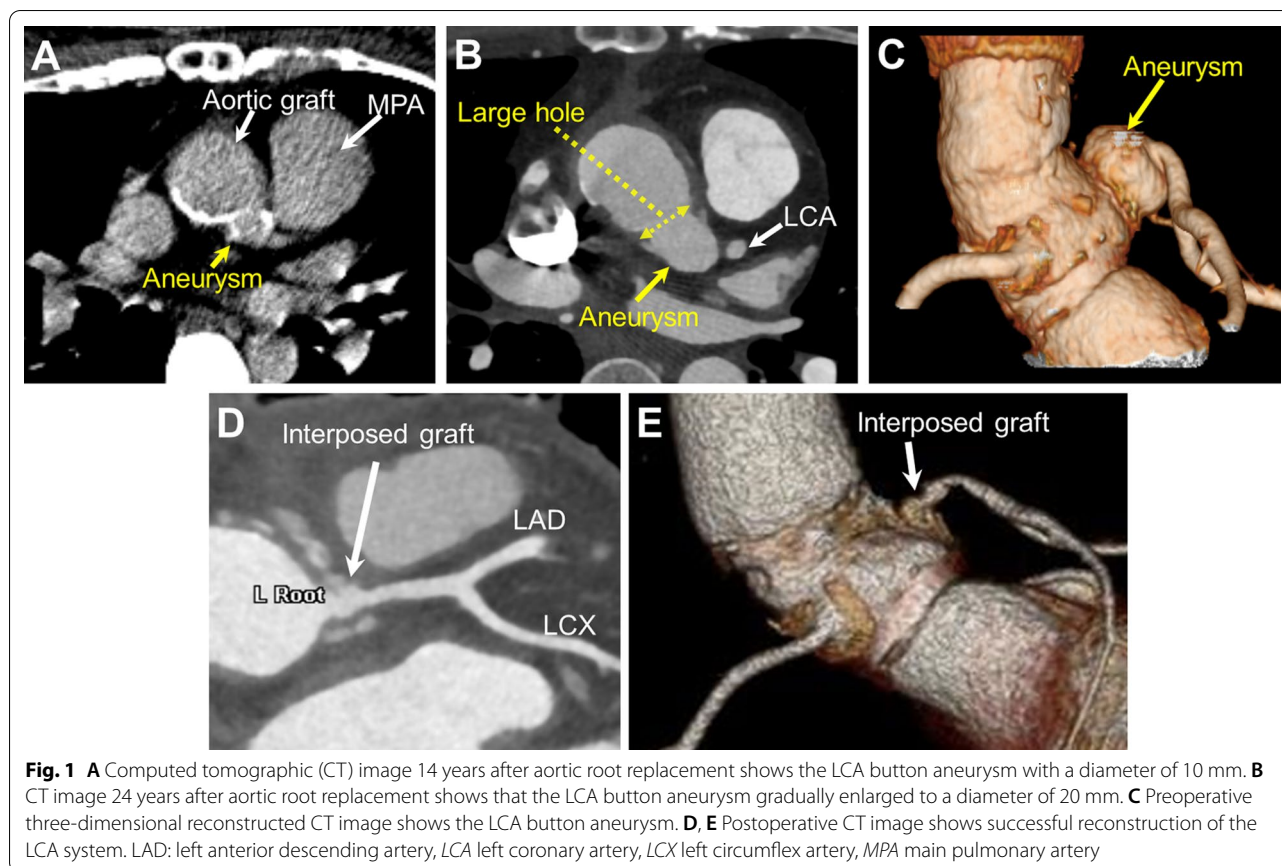 A
Aortic graft
MPA
Aneurysm
B
Large hole
LCA
Aneurysm
C
Aneurysm
D
Interposed graft
LAD
L Root
LCX
E
Interposed graft
Fig. 1 A Computed tomographic (CT) image 14 years after aortic root replacement shows the LCA button aneurysm with a diameter of 10 mm. B
CT image 24 years after aortic root replacement shows that the LCA button aneurysm gradually enlarged to a diameter of 20 mm. C Preoperative
three-dimensional reconstructed CT image shows the LCA button aneurysm. D, E Postoperative CT image shows successful reconstruction of the
LCA system. LAD: left anterior descending artery, LCA left coronary artery, LCX left circumflex artery, MPA main pulmonary artery